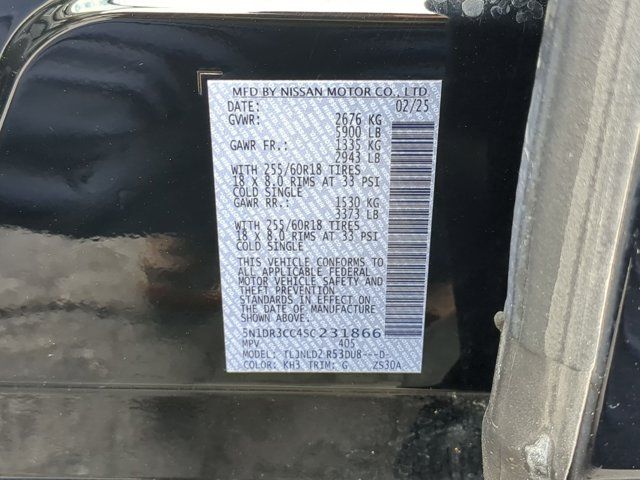 MFD BY NISSAN MOTOR CO., LTD
DATE: 02/25
GVWR: 2676 KG
5900 LB
GAWR FR.: 1335 KG
2943 LB
WITH 255/60R18 TIRES
18 X 8.0 RIMS AT 33 PSI
COLD SINGLE
GAWR RR.: 1530 KG
3373 LB
WITH 255/60R18 TIRES
18 X 8.0 RIMS AT 33 PSI
COLD SINGLE
THIS VEHICLE CONFORMS TO
ALL APPLICABLE FEDERAL
MOTOR VEHICLE SAFETY AND
THEFT PREVENTION
STANDARDS IN EFFECT ON
THE DATE OF MANUFACTURE
SHOWN ABOVE.
5N1DR3CC4SC231866
MPV 405
MODEL: TLJNLDZ R53DU8---D-
COLOR: KH3 TRIM: G ZS30A